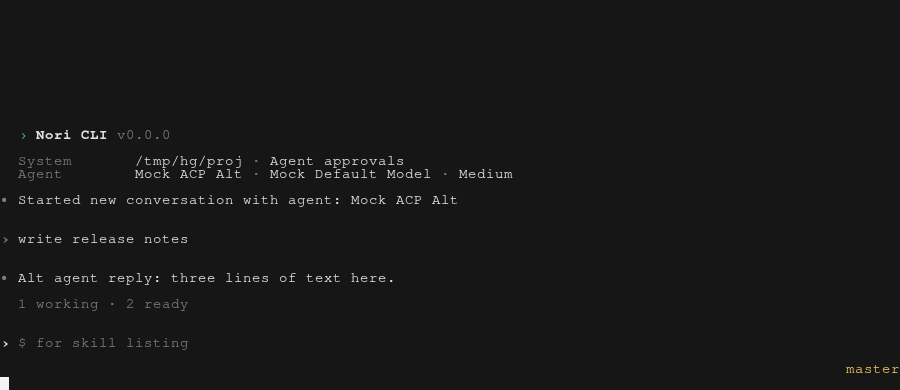 › Nori CLI v0.0.0
System /tmp/hg/proj · Agent approvals
Agent Mock ACP Alt · Mock Default Model · Medium
• Started new conversation with agent: Mock ACP Alt
› write release notes
• Alt agent reply: three lines of text here.
1 working · 2 ready
› $ for skill listing
master